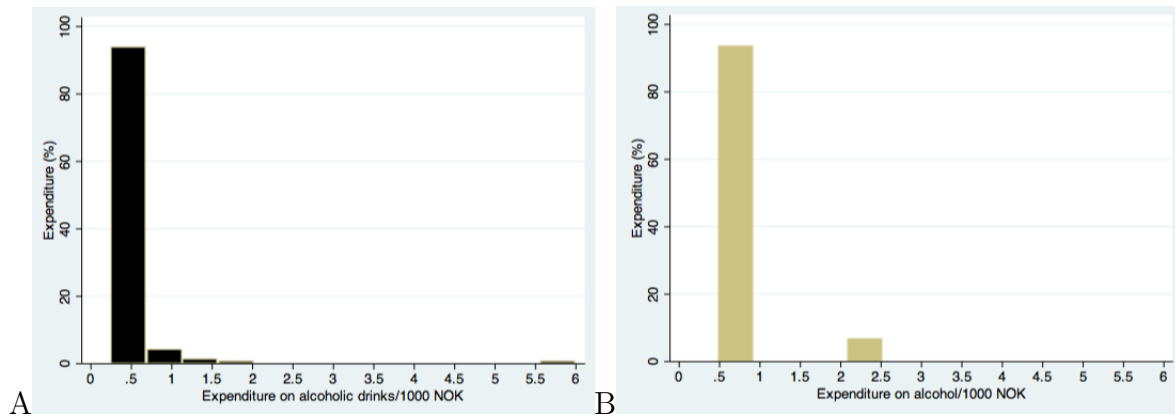 A
Expenditure (%)
100
80
60
40
20
0
0 .5 1 1.5 2 2.5 3 3.5 4 4.5 5 5.5 6
Expenditure on alcoholic drinks/1000 NOK
B
Expenditure (%)
100
80
60
40
20
0
0 .5 1 1.5 2 2.5 3 3.5 4 4.5 5 5.5 6
Expenditure on alcohol/1000 NOK